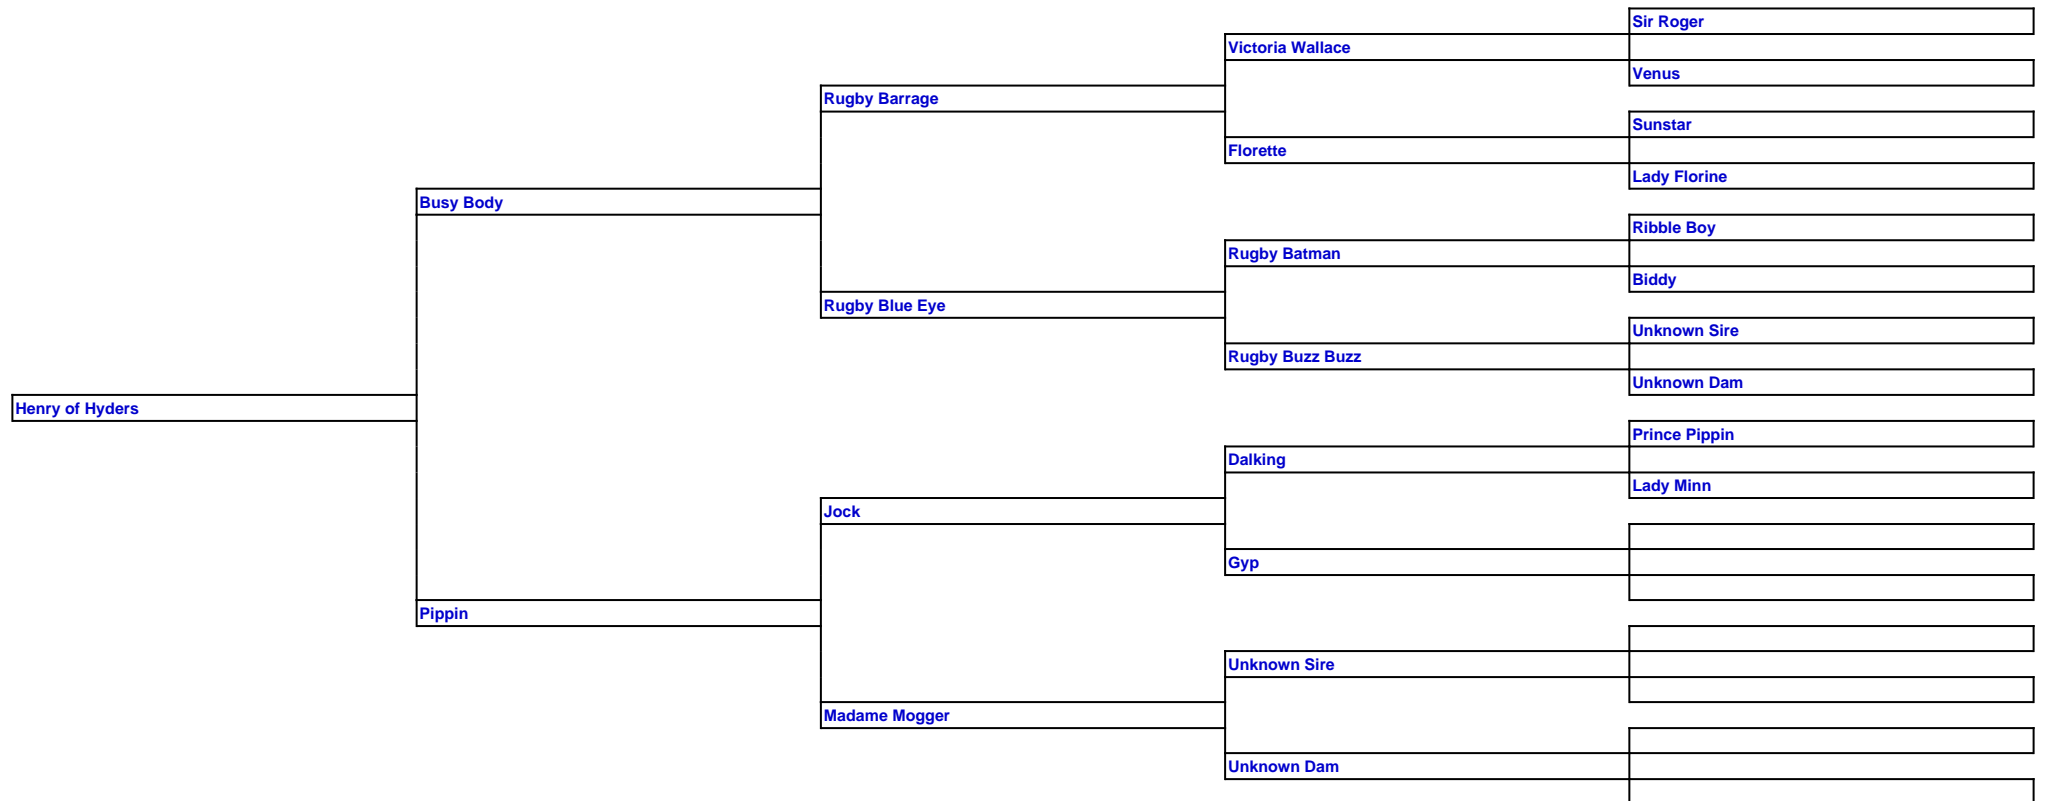 Sir Roger
Victoria Wallace
Venus
Rugby Barrage
Sunstar
Florette
Lady Florine
Busy Body
Ribble Boy
Rugby Batman
Biddy
Rugby Blue Eye
Unknown Sire
Rugby Buzz Buzz
Unknown Dam
Henry of Hyders
Prince Pippin
Dalking
Lady Minn
Jock
Gyp
Pippin
Unknown Sire
Madame Mogger
Unknown Dam